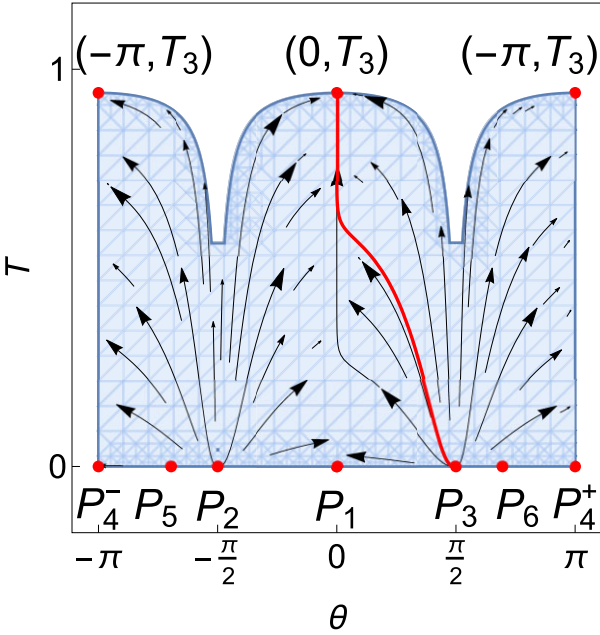 (−π, T₃) (0, T₃) (−π, T₃)
1
T
0
P₄⁻ P₅ P₂ P₁ P₃ P₆ P₄⁺
−π −π/2 0 π/2 π
θ